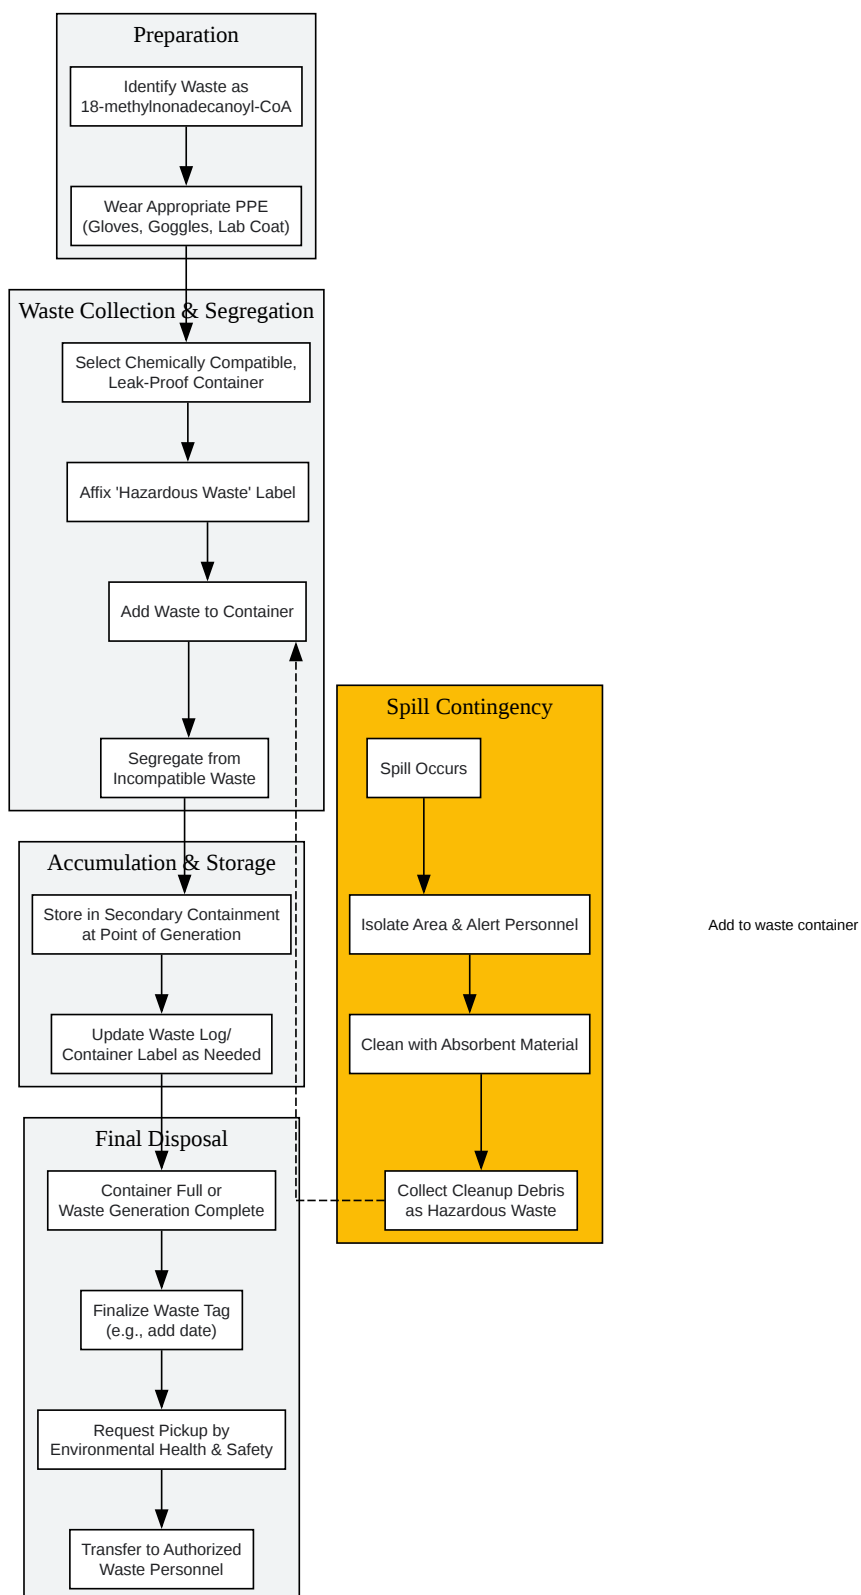 Preparation
Identify Waste as
18-methylnonadecanoyl-CoA
Wear Appropriate PPE
(Gloves, Goggles, Lab Coat)
Waste Collection & Segregation
Select Chemically Compatible,
Leak-Proof Container
Affix 'Hazardous Waste' Label
Add Waste to Container
Segregate from
Incompatible Waste
Accumulation & Storage
Store in Secondary Containment
at Point of Generation
Update Waste Log/
Container Label as Needed
Final Disposal
Container Full or
Waste Generation Complete
Finalize Waste Tag
(e.g., add date)
Request Pickup by
Environmental Health & Safety
Transfer to Authorized
Waste Personnel
Spill Contingency
Spill Occurs
Isolate Area & Alert Personnel
Clean with Absorbent Material
Collect Cleanup Debris
as Hazardous Waste
Add to waste container